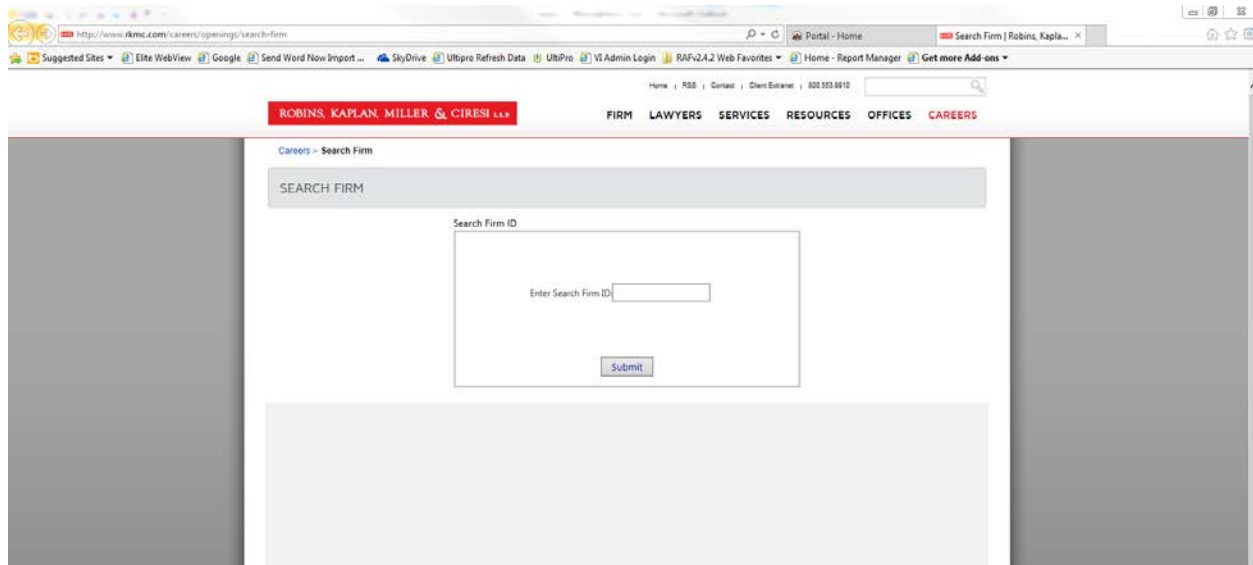 http://www.rkmc.com/careers/openings/search-firm
Portal - Home
Search Firm | Robins, Kapla...
Suggested Sites
Elite WebView
Google
Send Word Now Import ...
SkyDrive
Ultipro Refresh Data
UltiPro
VI Admin Login
RAFv2.4.2 Web Favorites
Home - Report Manager
Get more Add-ons
Home | RSS | Contact | Client Extranet | 800.553.9910
ROBINS, KAPLAN, MILLER & CIRESI L.L.P.
FIRM LAWYERS SERVICES RESOURCES OFFICES CAREERS
Careers > Search Firm
SEARCH FIRM
Search Firm ID
Enter Search Firm ID:
Submit